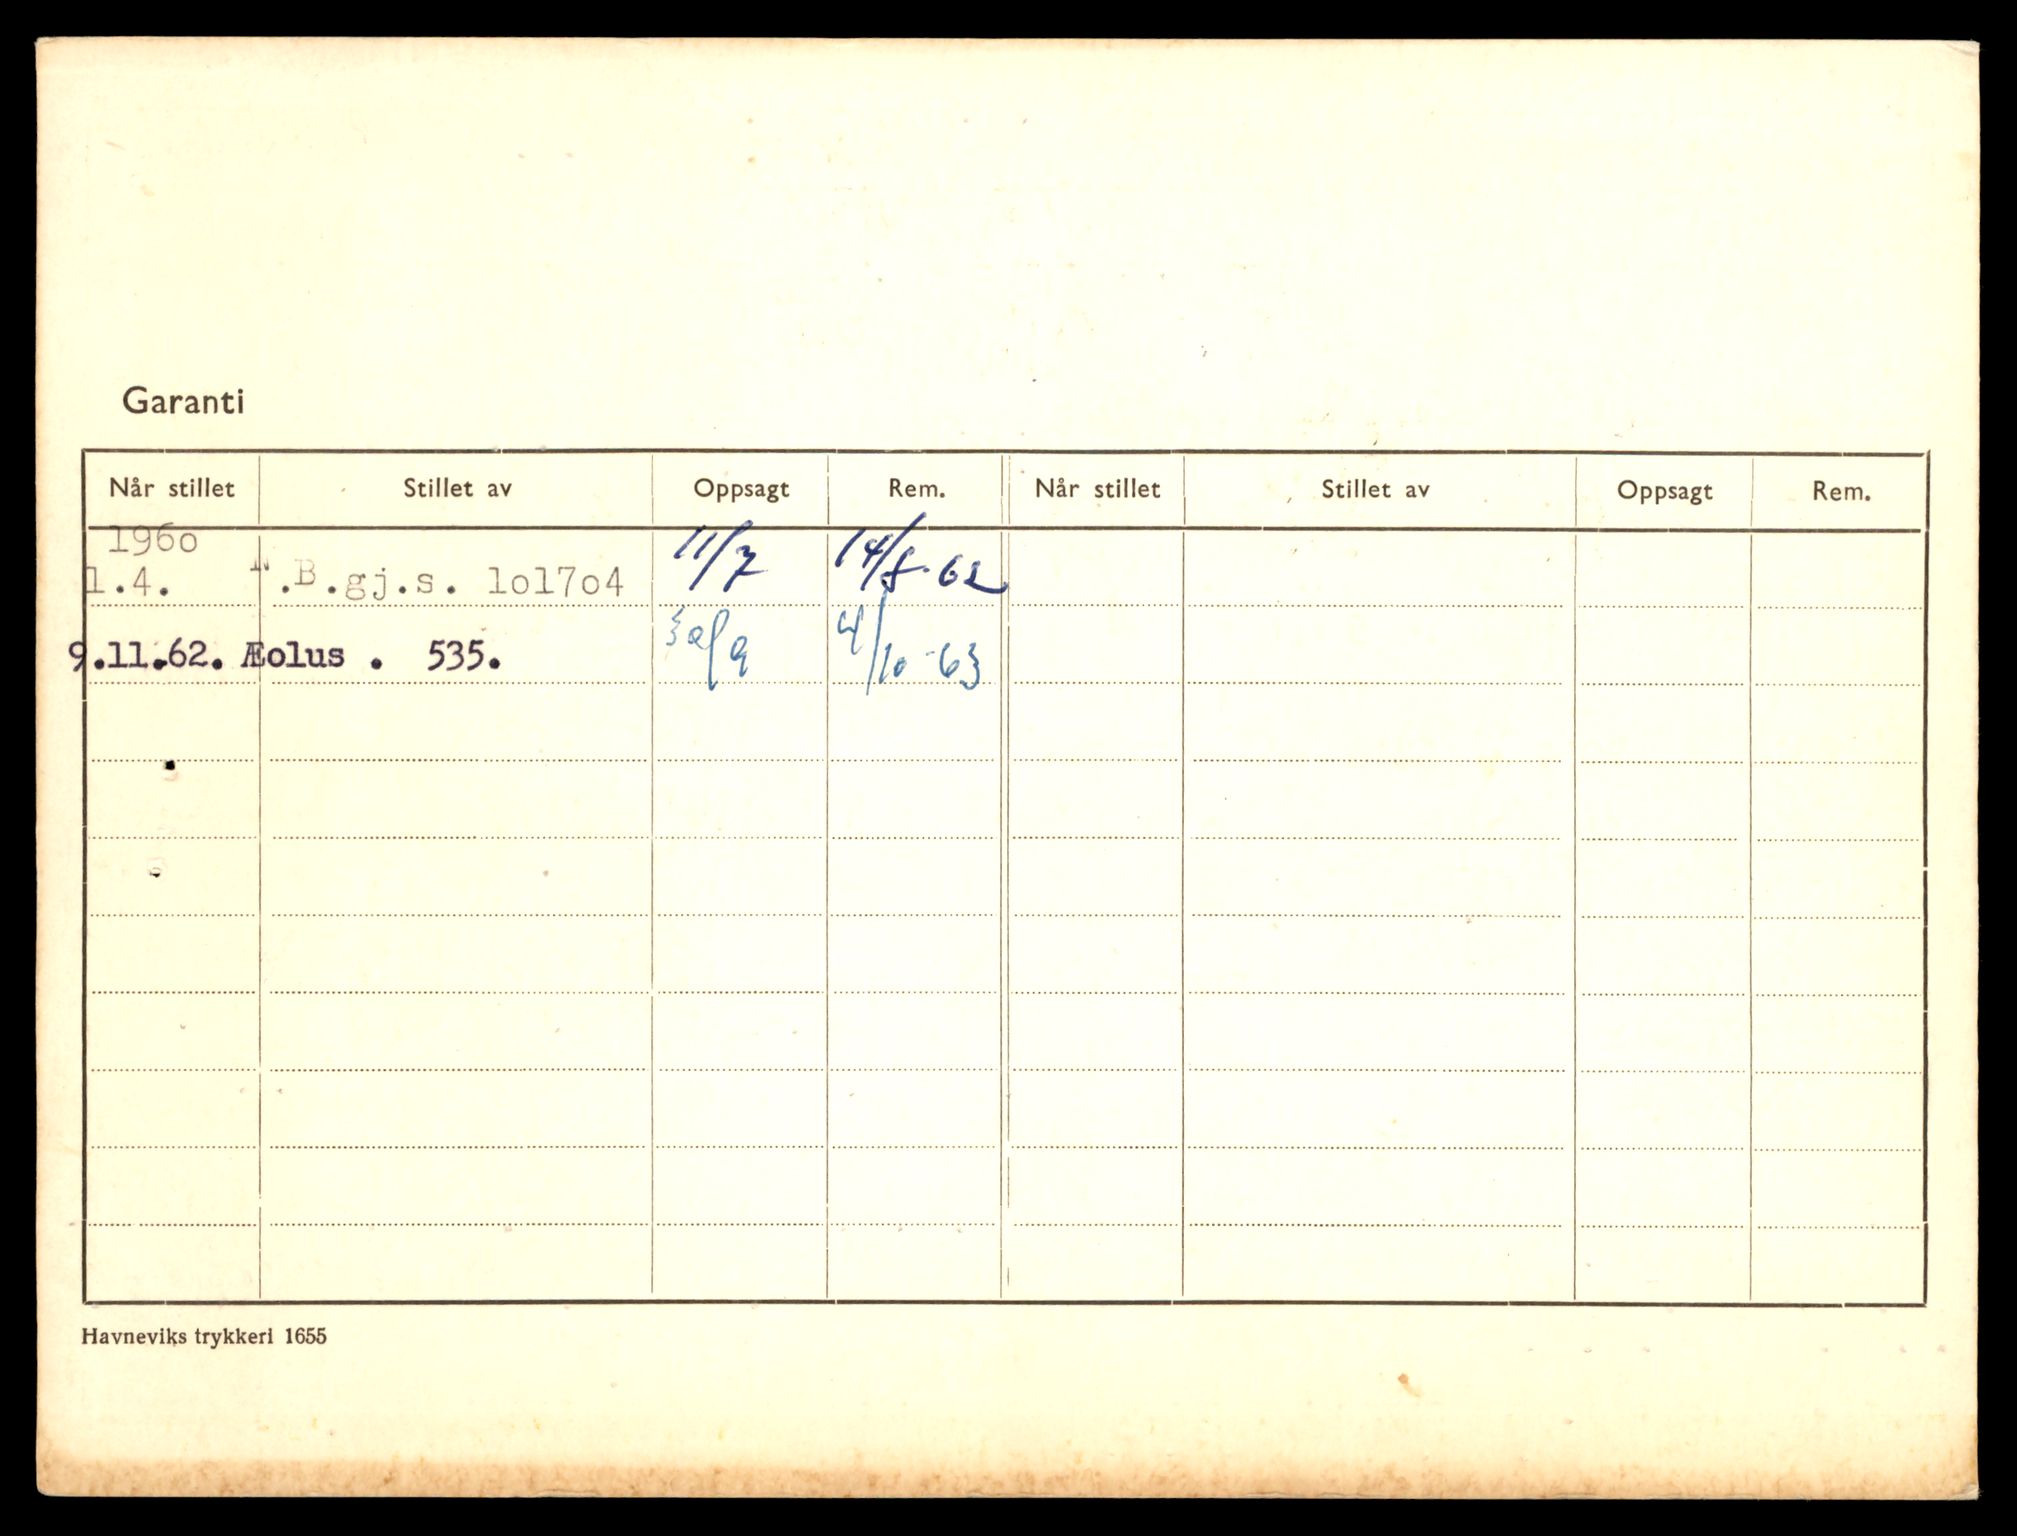 Garanti
Når stillet Stillet av Oppsagt Rem. Når stillet Stillet av Oppsagt Rem.
1960
1.4. N.B.gj.s. lol7o4 11/7 14/8-62
9.11.62. Æolus . 535. 30/9 4/10-63
Havneviks trykkeri 1655